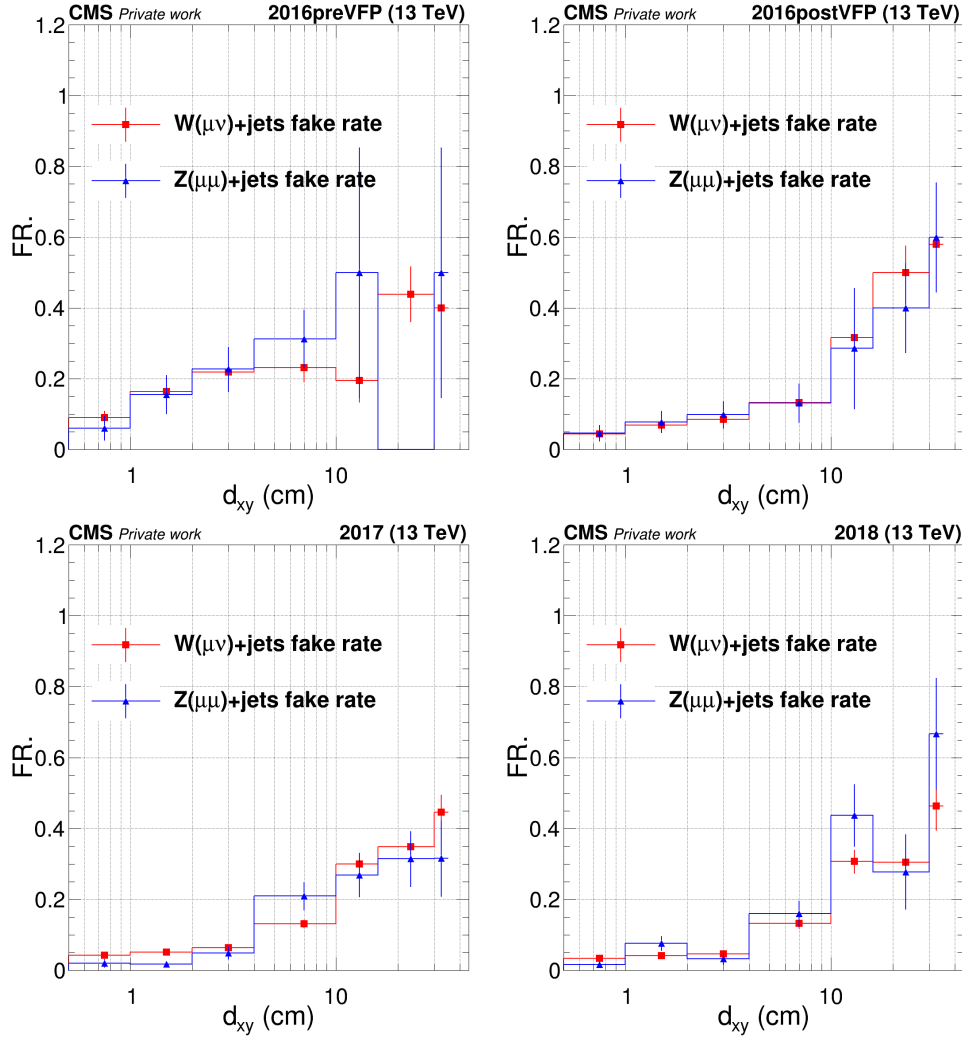 CMS Private work 2016preVFP (13 TeV)
1.2
1
W(μν)+jets fake rate
0.8
Z(μμ)+jets fake rate
FR.
0.6
0.4
0.2
0
1 10
d_xy (cm)
CMS Private work 2016postVFP (13 TeV)
1.2
1
W(μν)+jets fake rate
0.8
Z(μμ)+jets fake rate
FR.
0.6
0.4
0.2
0
1 10
d_xy (cm)
CMS Private work 2017 (13 TeV)
1.2
1
W(μν)+jets fake rate
0.8
Z(μμ)+jets fake rate
FR.
0.6
0.4
0.2
0
1 10
d_xy (cm)
CMS Private work 2018 (13 TeV)
1.2
1
W(μν)+jets fake rate
0.8
Z(μμ)+jets fake rate
FR.
0.6
0.4
0.2
0
1 10
d_xy (cm)